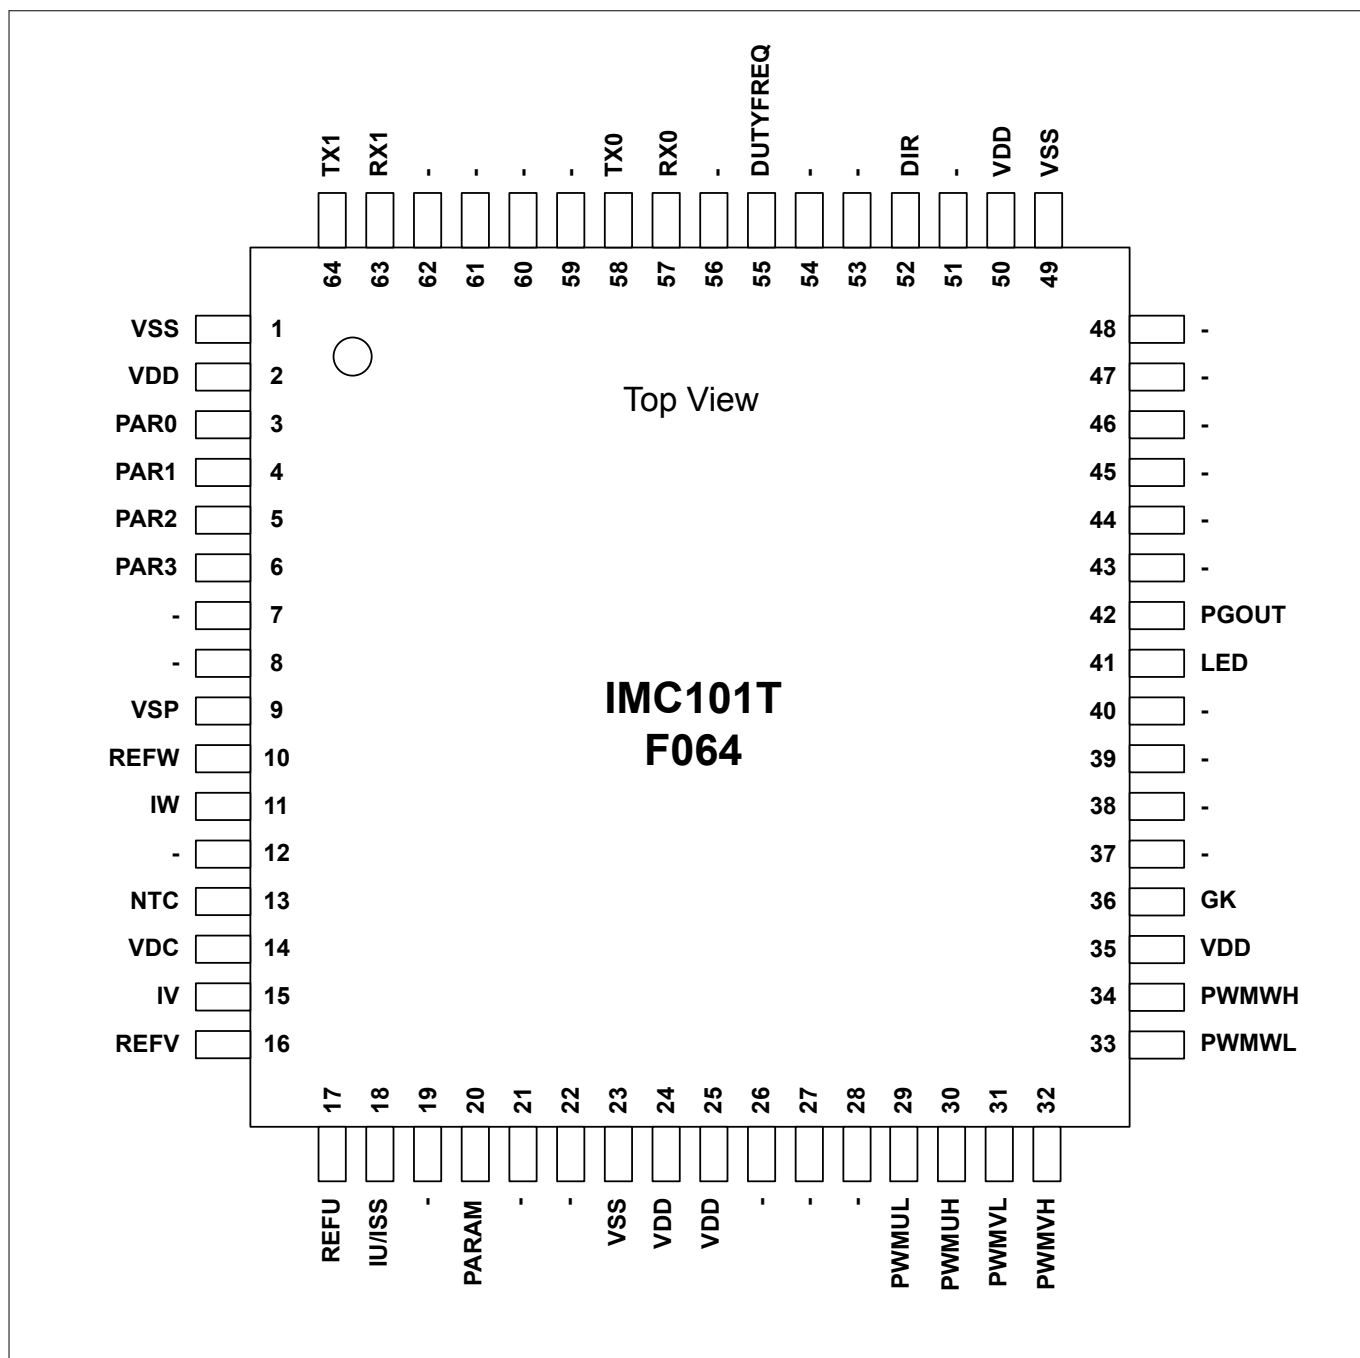 TX1 RX1 - - - - TX0 RX0 - DUTYFREQ - - DIR - VDD VSS
64 63 62 61 60 59 58 57 56 55 54 53 52 51 50 49
VSS 1 48 -
VDD 2 47 -
Top View
PAR0 3 46 -
PAR1 4 45 -
PAR2 5 44 -
PAR3 6 43 -
- 7 42 PGOUT
- 8 41 LED
IMC101T
VSP 9 40 -
F064
REFW 10 39 -
IW 11 38 -
- 12 37 -
NTC 13 36 GK
VDC 14 35 VDD
IV 15 34 PWMWH
REFV 16 33 PWMWL
17 18 19 20 21 22 23 24 25 26 27 28 29 30 31 32
REFU IU/ISS - PARAM - - VSS VDD VDD - - - PWMUL PWMUH PWMVL PWMVH